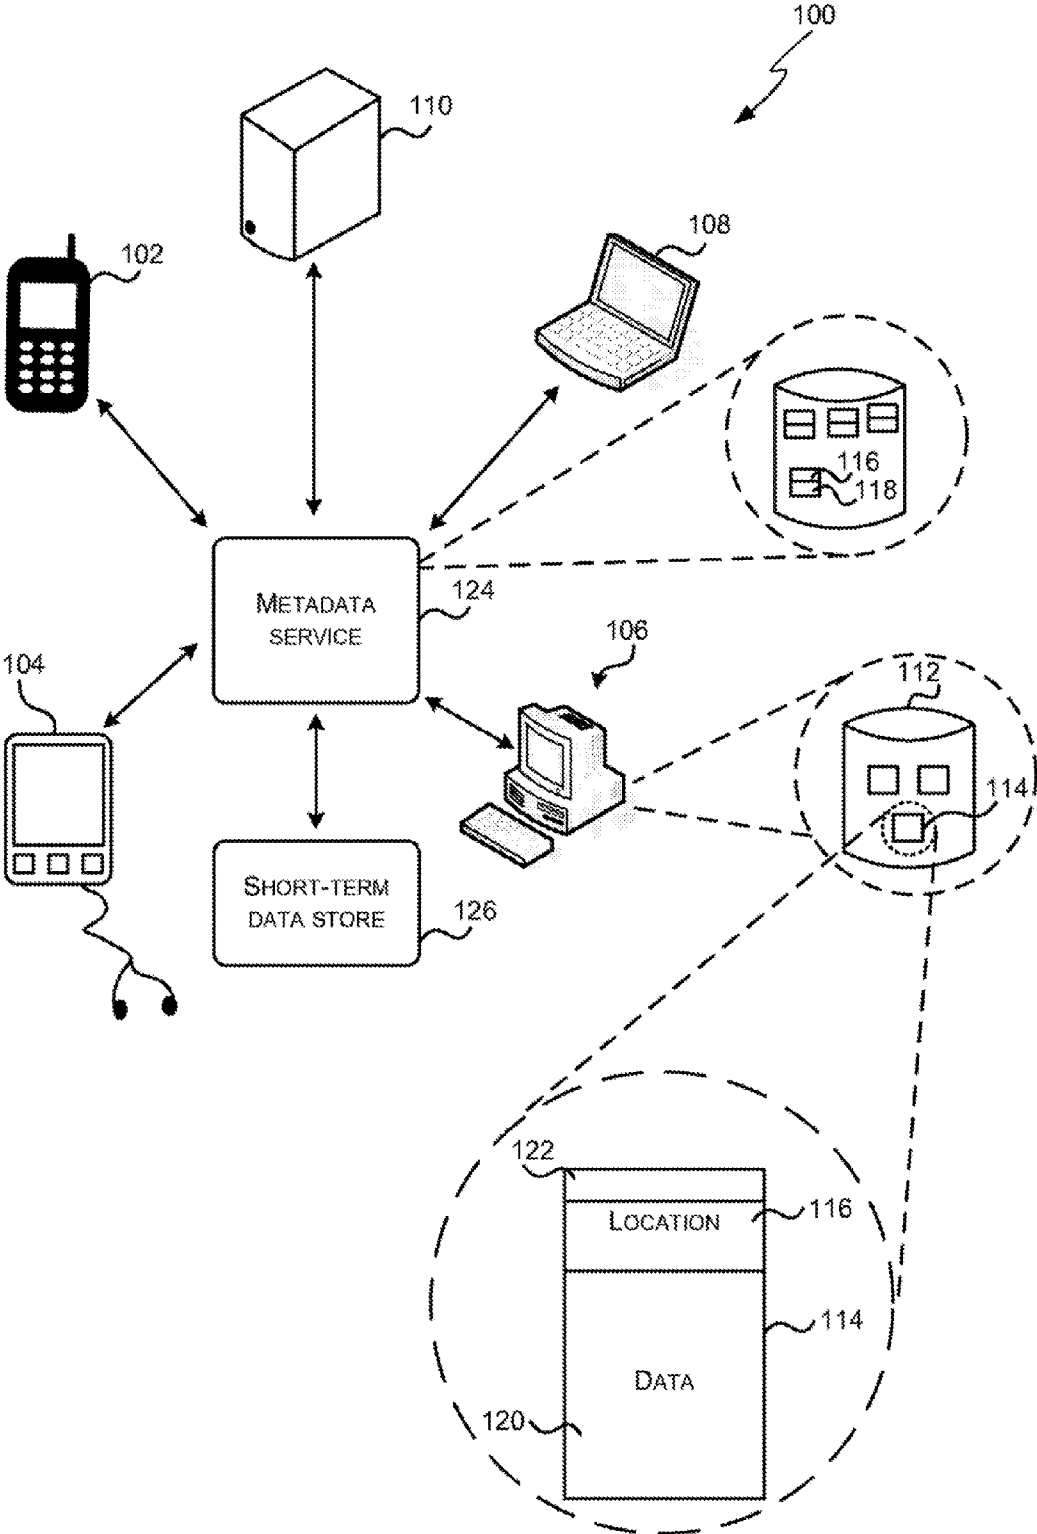 100
110
108
102
116
118
METADATA
SERVICE
124
106
104
112
114
SHORT-TERM
DATA STORE
126
122
LOCATION
116
114
DATA
120